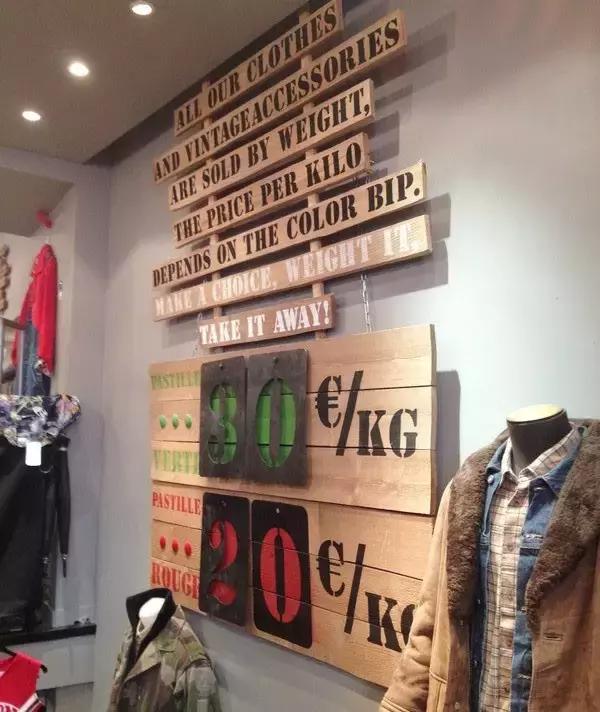 ALL OUR CLOTHES
AND VINTAGEACCESSORIES
ARE SOLD BY WEIGHT,
THE PRICE PER KILO
DEPENDS ON THE COLOR BIP.
MAKE A CHOICE, WEIGHT IT,
TAKE IT AWAY!
PASTILLE
VERTE
30 €/KG
PASTILLE
ROUGE
20 €/KG